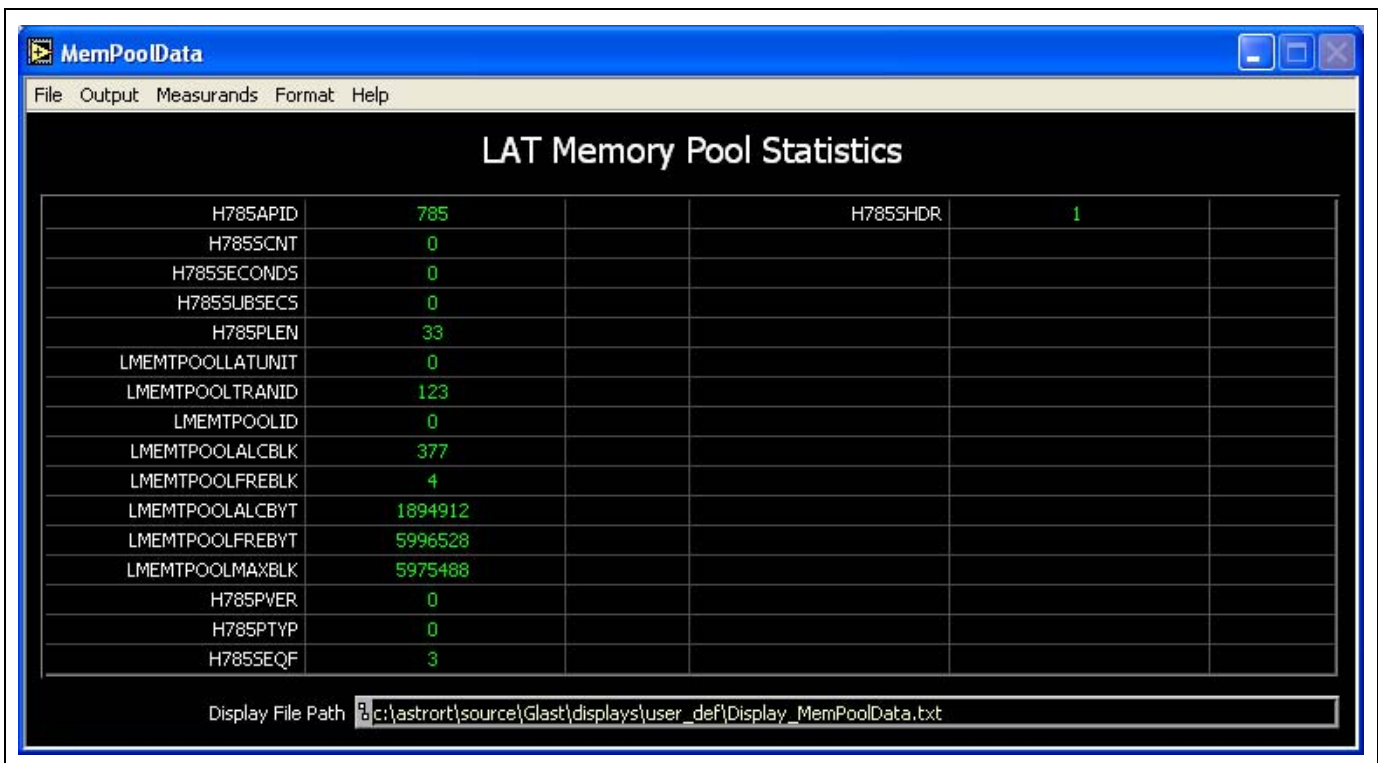 MemPoolData
File Output Measurands Format Help
LAT Memory Pool Statistics
H785APID 785 H785SHDR 1
H785SCNT 0
H785SECONDS 0
H785SUBSECS 0
H785PLEN 33
LMEMTPOOLLATUNIT 0
LMEMTPOOLTRANID 123
LMEMTPOOLID 0
LMEMTPOOLALCBLK 377
LMEMTPOOLFREBLK 4
LMEMTPOOLALCBYT 1894912
LMEMTPOOLFREBYT 5996528
LMEMTPOOLMAXBLK 5975488
H785PVER 0
H785PTYP 0
H785SEQF 3
Display File Path c:\astrort\source\Glast\displays\user_def\Display_MemPoolData.txt